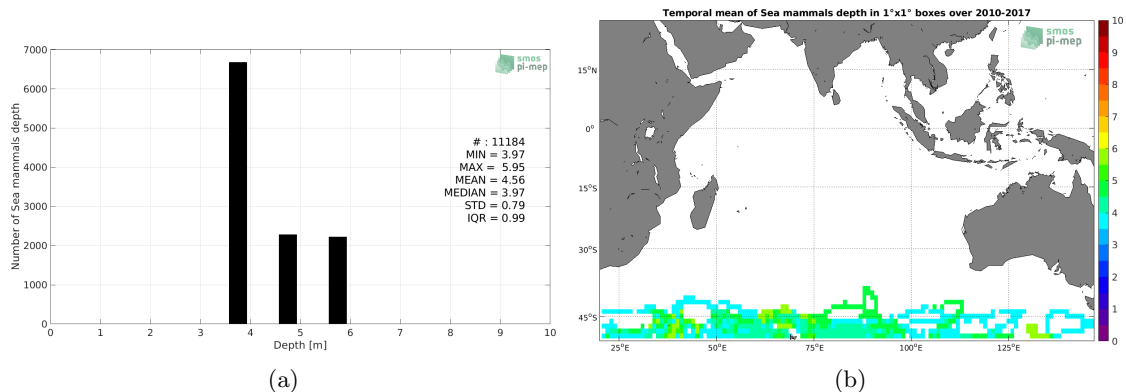 7000
6000
5000
4000
3000
2000
1000
0
Number of Sea mammals depth
smos
pi-mep
# : 11184
MIN = 3.97
MAX = 5.95
MEAN = 4.56
MEDIAN = 3.97
STD = 0.79
IQR = 0.99
0 1 2 3 4 5 6 7 8 9 10
Depth [m]
(a)
Temporal mean of Sea mammals depth in 1°x1° boxes over 2010-2017
smos
pi-mep
15°N
0°
15°S
30°S
45°S
25°E 50°E 75°E 100°E 125°E
10
9
8
7
6
5
4
3
2
1
0
(b)